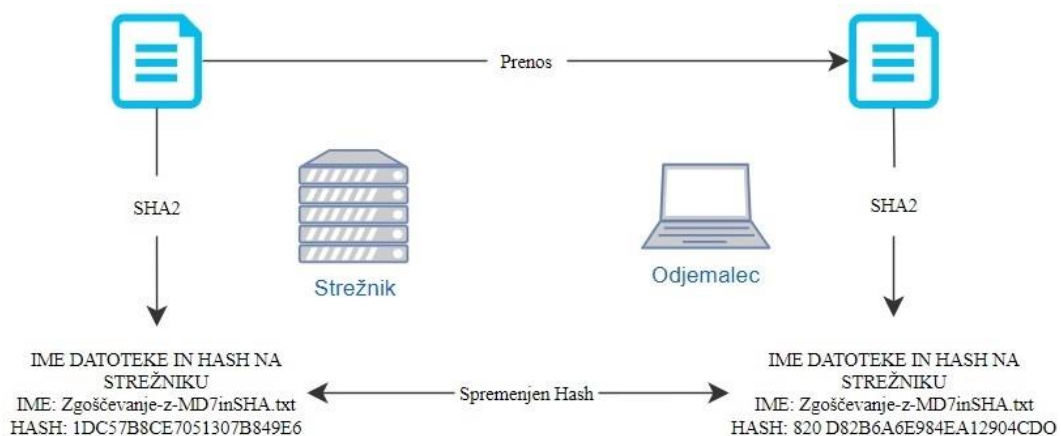 Prenos
SHA2
SHA2
Strežnik
Odjemalec
IME DATOTEKE IN HASH NA
STREŽNIKU
IME: Zgoščevanje-z-MD7inSHA.txt
HASH: 1DC57B8CE7051307B849E6
Spremenjen Hash
IME DATOTEKE IN HASH NA
STREŽNIKU
IME: Zgoščevanje-z-MD7inSHA.txt
HASH: 820 D82B6A6E984EA12904CDO